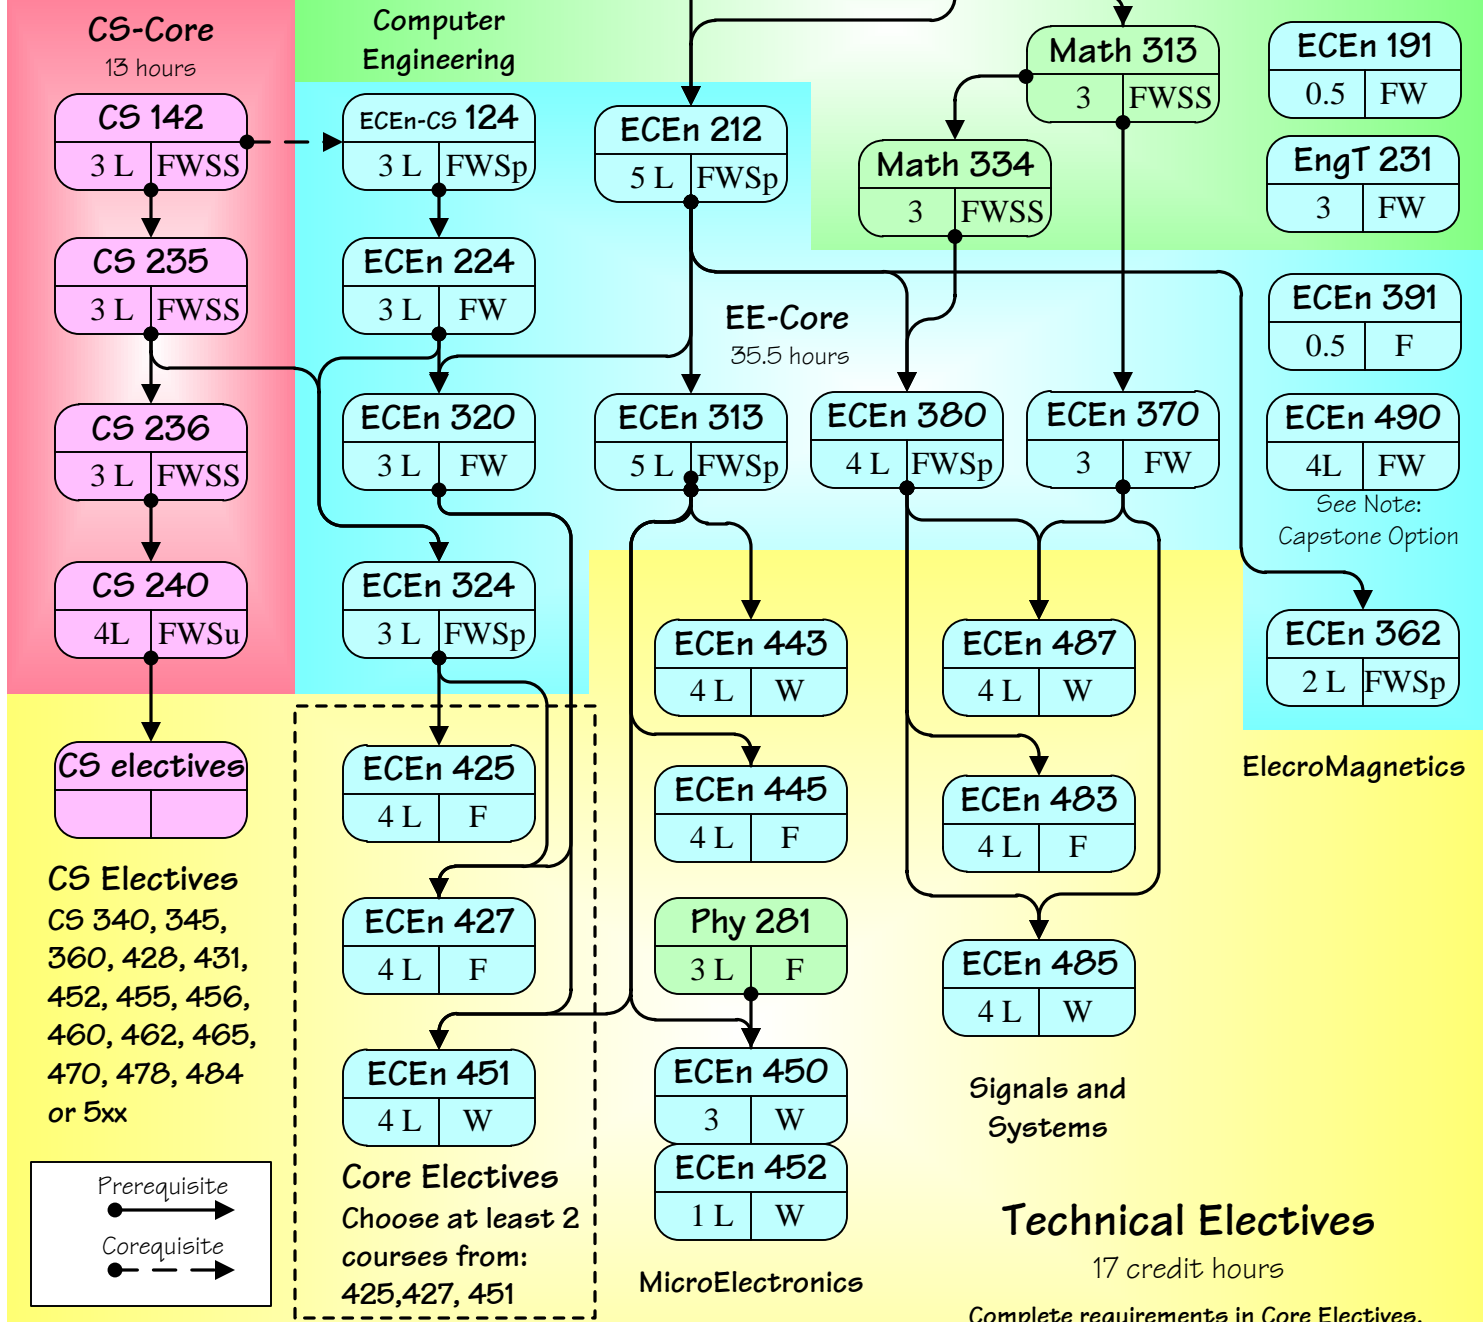 CS-Core
13 hours
CS 142
3 L FWSS
CS 235
3 L FWSS
CS 236
3 L FWSS
CS 240
4L FWSu
CS electives
CS Electives
CS 340, 345,
360, 428, 431,
452, 455, 456,
460, 462, 465,
470, 478, 484
or 5xx
Prerequisite
Corequisite
Computer
Engineering
ECEn-CS 124
3 L FWSp
ECEn 224
3 L FW
ECEn 320
3 L FW
ECEn 324
3 L FWSp
ECEn 425
4 L F
ECEn 427
4 L F
ECEn 451
4 L W
Core Electives
Choose at least 2
courses from:
425,427, 451
ECEn 212
5 L FWSp
EE-Core
35.5 hours
ECEn 313
5 L FWSp
ECEn 443
4 L W
ECEn 445
4 L F
Phy 281
3 L F
ECEn 450
3 W
ECEn 452
1 L W
MicroElectronics
Math 313
3 FWSS
Math 334
3 FWSS
ECEn 380
4 L FWSp
ECEn 370
3 FW
ECEn 487
4 L W
ECEn 483
4 L F
ECEn 485
4 L W
Signals and
Systems
ECEn 191
0.5 FW
EngT 231
3 FW
ECEn 391
0.5 F
ECEn 490
4L FW
See Note:
Capstone Option
ECEn 362
2 L FWSp
ElecroMagnetics
Technical Electives
17 credit hours
Complete requirements in Core Electives.